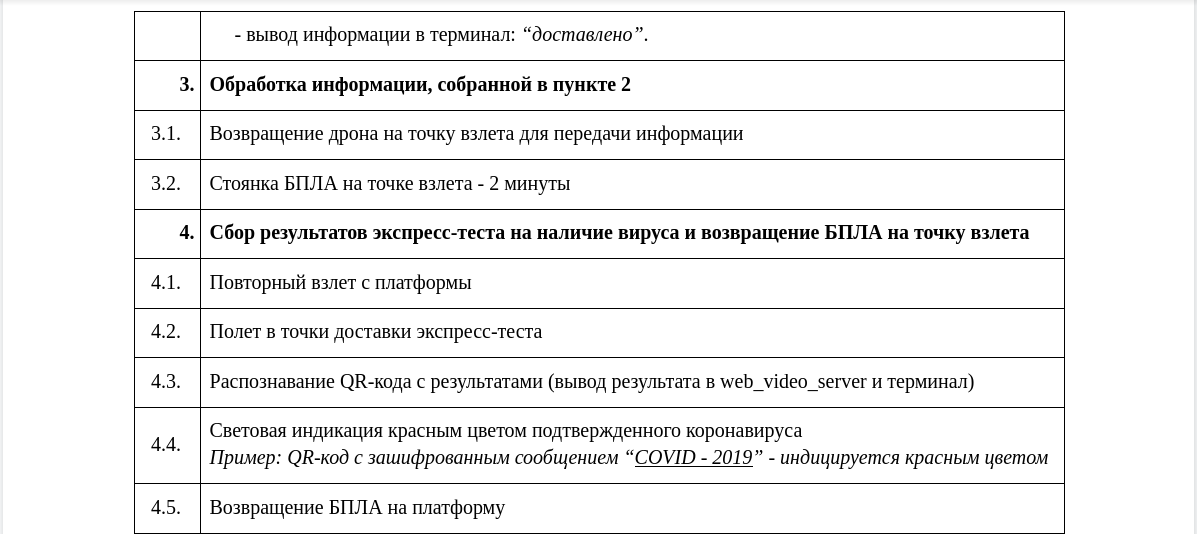 - вывод информации в терминал: “доставлено”.
3. Обработка информации, собранной в пункте 2
3.1. Возвращение дрона на точку взлета для передачи информации
3.2. Стоянка БПЛА на точке взлета - 2 минуты
4. Сбор результатов экспресс-теста на наличие вируса и возвращение БПЛА на точку взлета
4.1. Повторный взлет с платформы
4.2. Полет в точки доставки экспресс-теста
4.3. Распознавание QR-кода с результатами (вывод результата в web_video_server и терминал)
4.4. Световая индикация красным цветом подтвержденного коронавируса
Пример: QR-код с зашифрованным сообщением “COVID - 2019” - индицируется красным цветом
4.5. Возвращение БПЛА на платформу